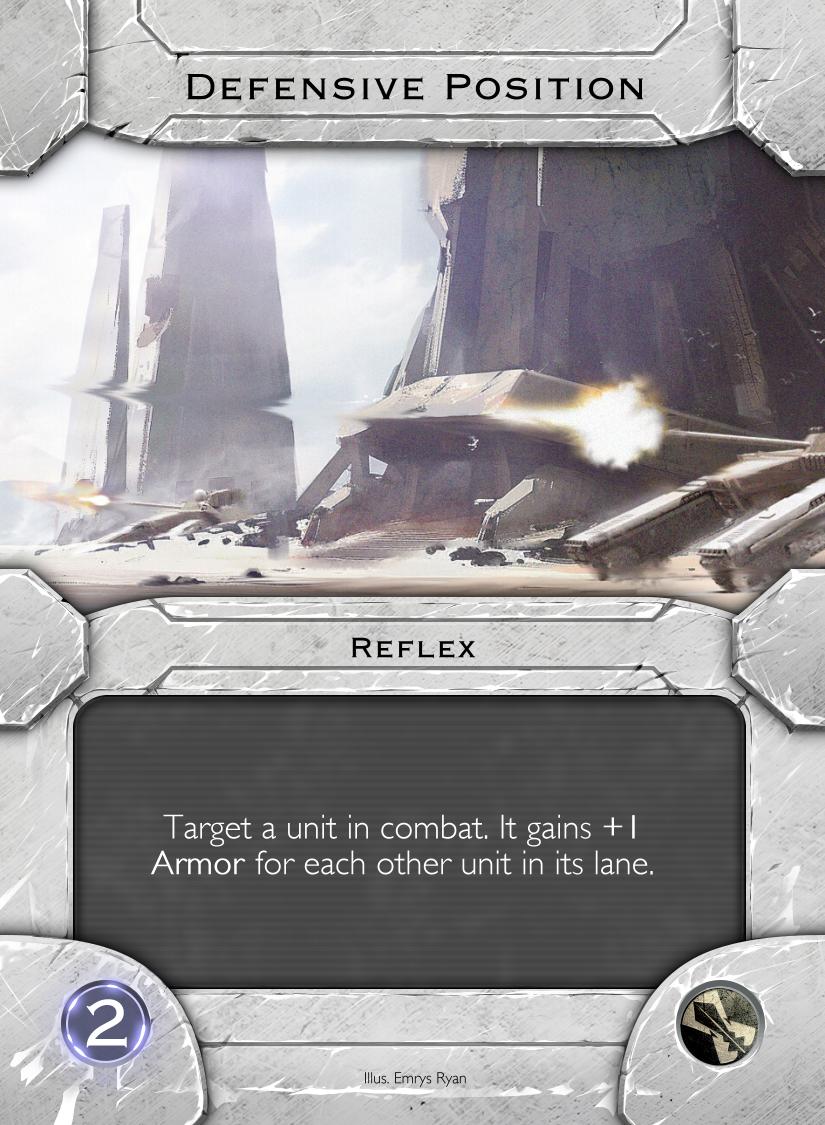 Defensive Position
Reflex
Target a unit in combat. It gains +1
Armor for each other unit in its lane.
2
Illus. Emrys Ryan